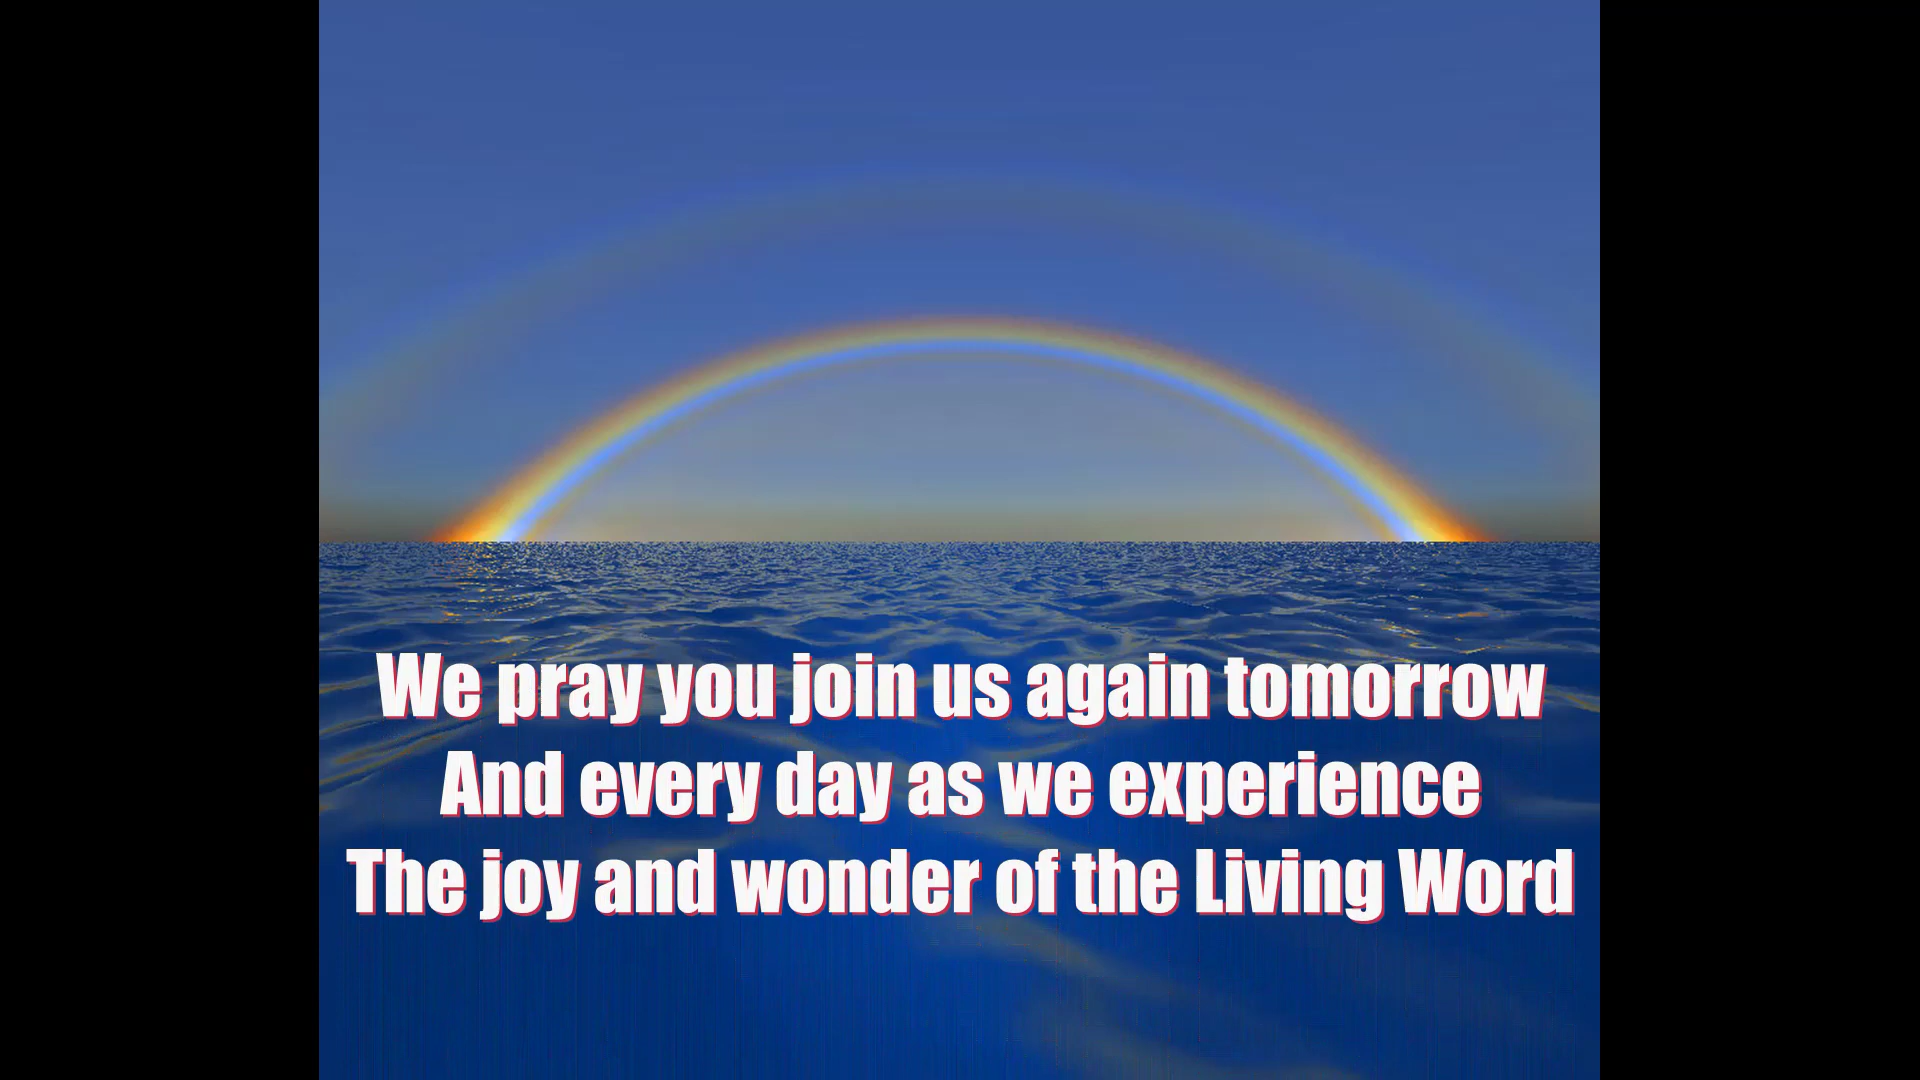 We pray you join us again tomorrow
And every day as we experience
The joy and wonder of the Living Word